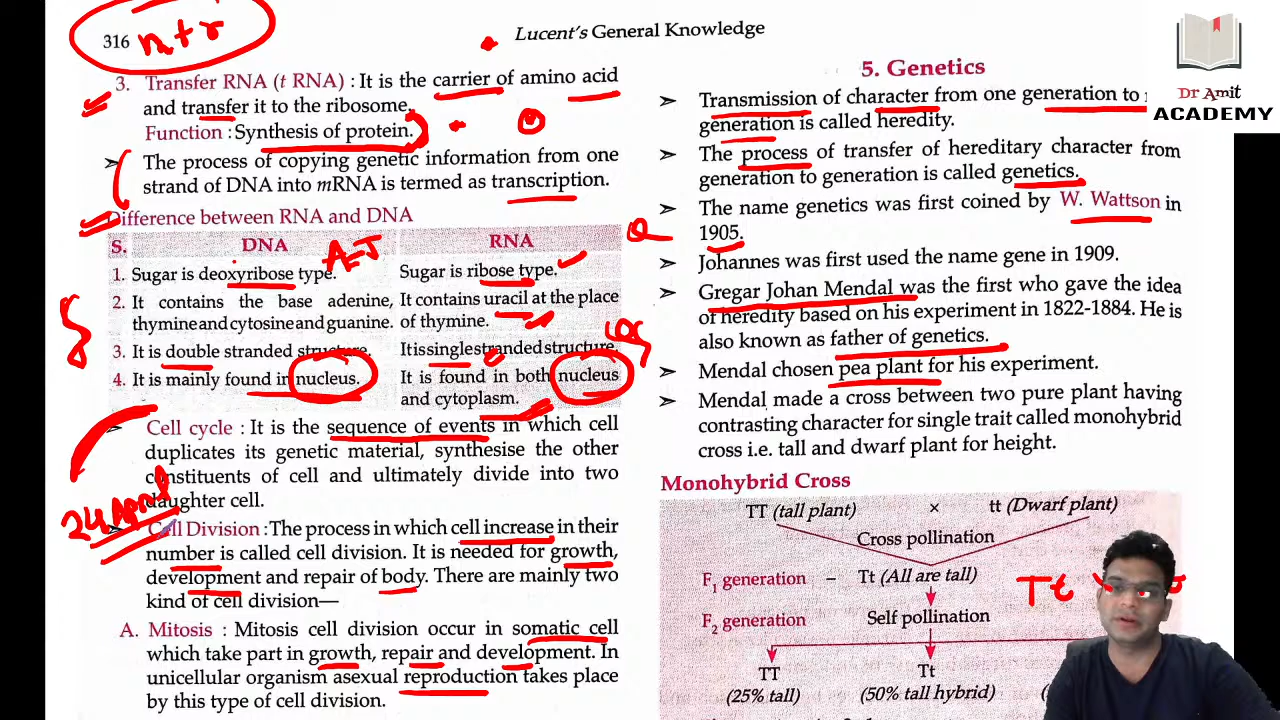 316
n+r
Lucent's General Knowledge
3. Transfer RNA (t RNA) : It is the carrier of amino acid
and transfer it to the ribosome.
Function : Synthesis of protein.
➢ The process of copying genetic information from one
strand of DNA into mRNA is termed as transcription.
Difference between RNA and DNA
S. DNA RNA
1. Sugar is deoxyribose type. Sugar is ribose type.
2. It contains the base adenine, It contains uracil at the place
thymine and cytosine and guanine. of thymine.
3. It is double stranded structure. It is single stranded structure.
4. It is mainly found in nucleus. It is found in both nucleus
and cytoplasm.
➢ Cell cycle : It is the sequence of events in which cell
duplicates its genetic material, synthesise the other
constituents of cell and ultimately divide into two
daughter cell.
24 April
➢ Cell Division : The process in which cell increase in their
number is called cell division. It is needed for growth,
development and repair of body. There are mainly two
kind of cell division—
A. Mitosis : Mitosis cell division occur in somatic cell
which take part in growth, repair and development. In
unicellular organism asexual reproduction takes place
by this type of cell division.
5. Genetics
➢ Transmission of character from one generation to
generation is called heredity.
➢ The process of transfer of hereditary character from
generation to generation is called genetics.
➢ The name genetics was first coined by W. Wattson in
1905.
➢ Johannes was first used the name gene in 1909.
➢ Gregar Johan Mendal was the first who gave the idea
of heredity based on his experiment in 1822-1884. He is
also known as father of genetics.
➢ Mendal chosen pea plant for his experiment.
➢ Mendal made a cross between two pure plant having
contrasting character for single trait called monohybrid
cross i.e. tall and dwarf plant for height.
Monohybrid Cross
TT (tall plant) × tt (Dwarf plant)
Cross pollination
F1 generation – Tt (All are tall)
Tt
F2 generation Self pollination
TT Tt
(25% tall) (50% tall hybrid)
Dr Amit
ACADEMY